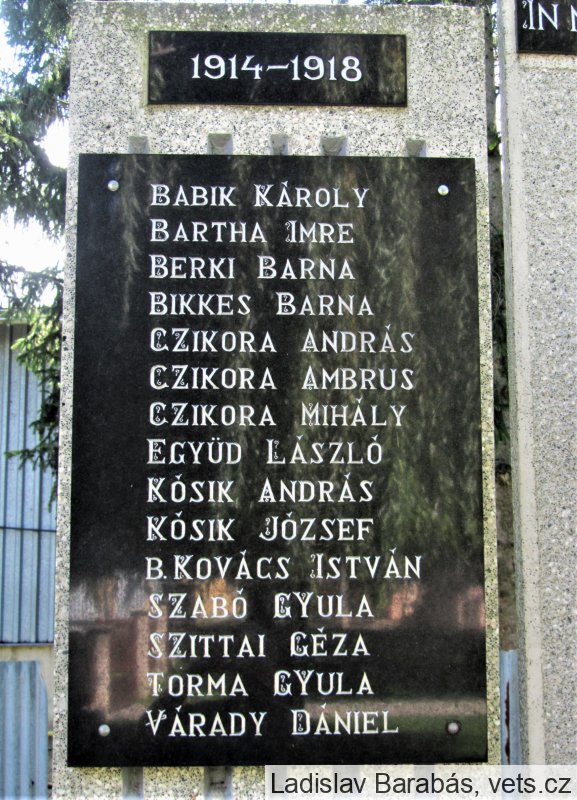 1914–1918
IN
BABIK KÁROLY
BARTHA IMRE
BERKI BARNA
BIKKES BARNA
CZIKORA ANDRÁS
CZIKORA AMBRUS
CZIKORA MIHÁLY
EGYÜD LÁSZLÓ
KÓSIK ANDRÁS
KÓSIK JÓZSEF
B. KOVÁCS ISTVÁN
SZABÓ GYULA
SZITTAI GÉZA
TORMA GYULA
VÁRADY DÁNIEL
Ladislav Barabás, vets.cz